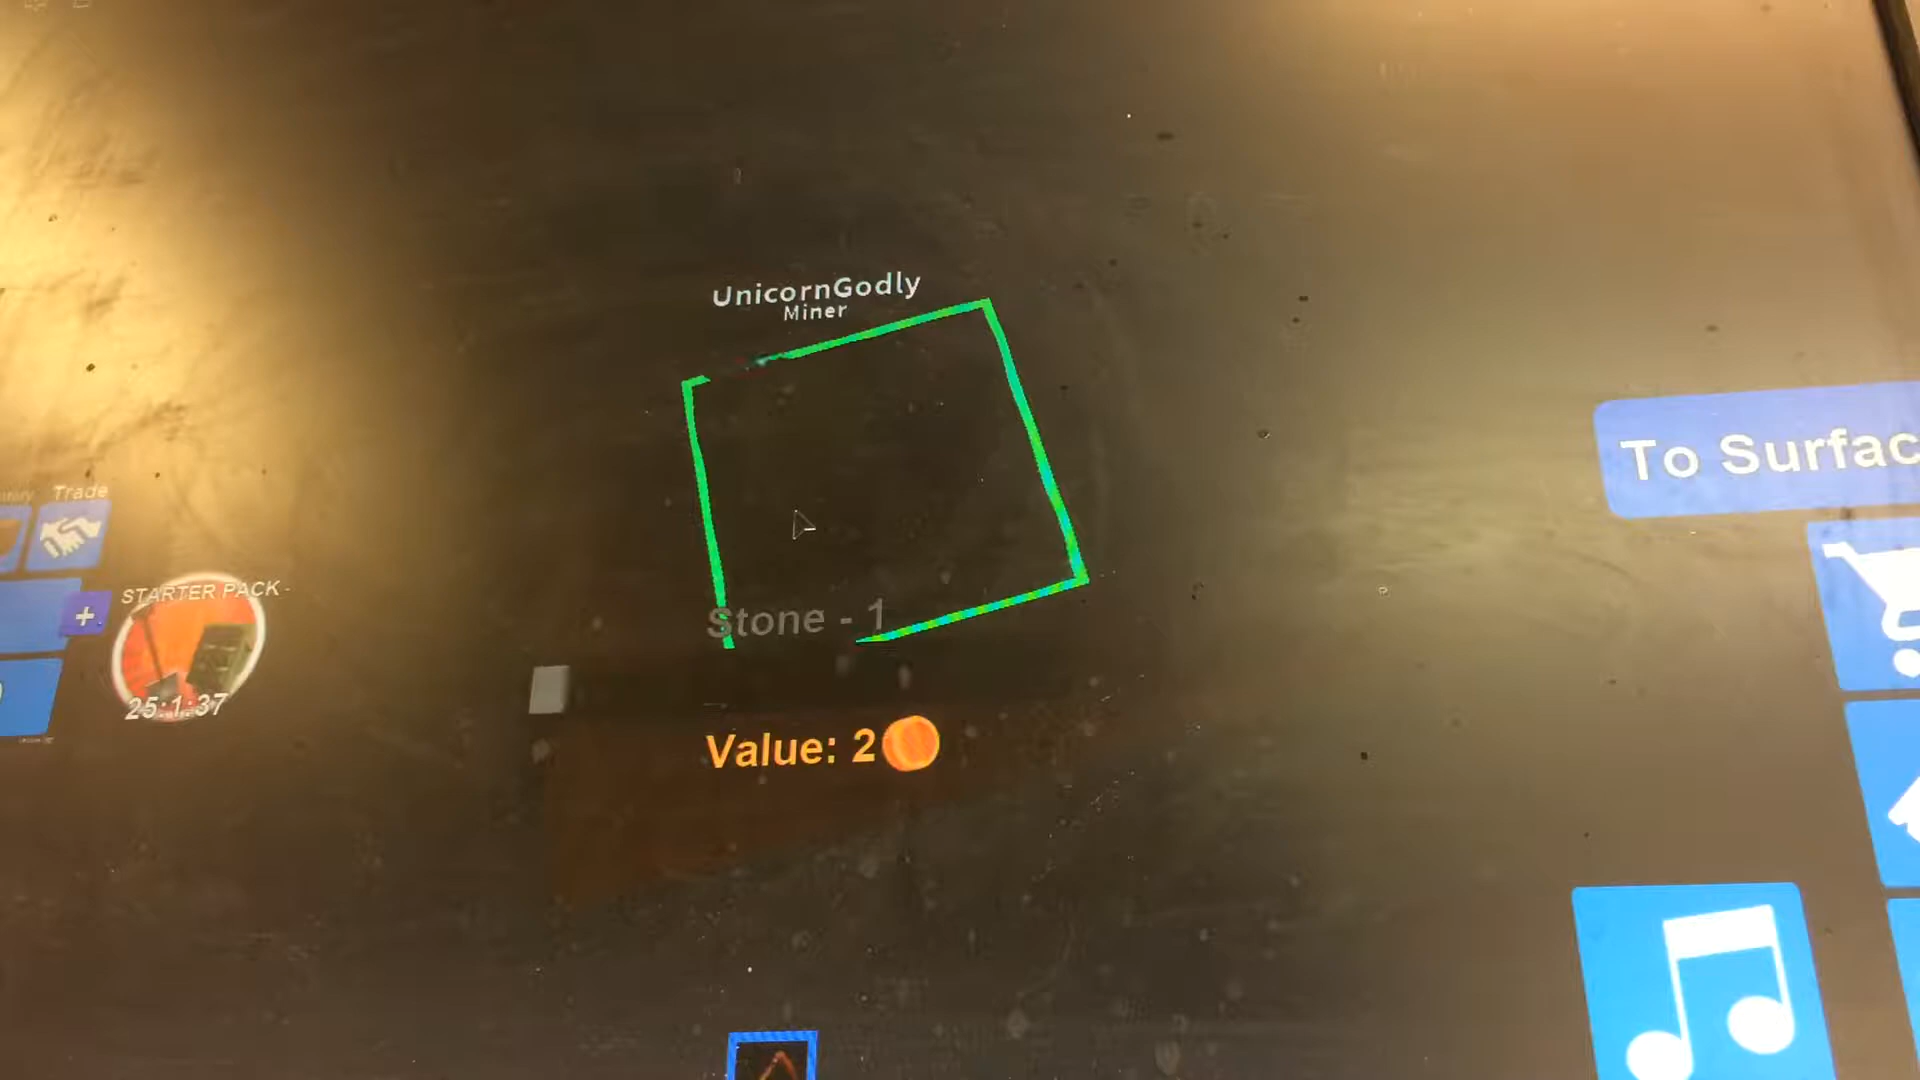 UnicornGodly
Miner
To Surfac
Trade
STARTER PACK -
25:1:37
+
Stone - 1
Value: 2